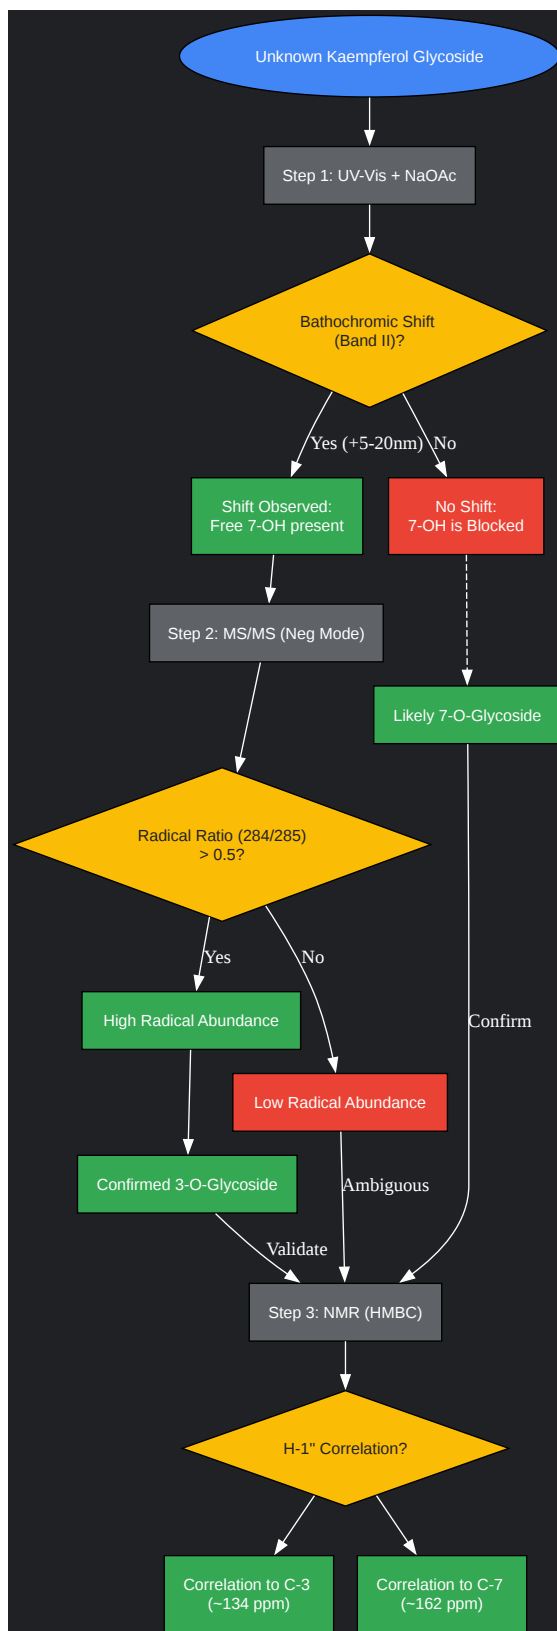 Unknown Kaempferol Glycoside
Step 1: UV-Vis + NaOAc
Bathochromic Shift
(Band II)?
Yes (+5-20nm)
No
Shift Observed:
Free 7-OH present
No Shift:
7-OH is Blocked
Step 2: MS/MS (Neg Mode)
Likely 7-O-Glycoside
Radical Ratio (284/285)
> 0.5?
Yes
No
High Radical Abundance
Confirm
Low Radical Abundance
Confirmed 3-O-Glycoside
Ambiguous
Validate
Step 3: NMR (HMBC)
H-1" Correlation?
Correlation to C-3
(~134 ppm)
Correlation to C-7
(~162 ppm)